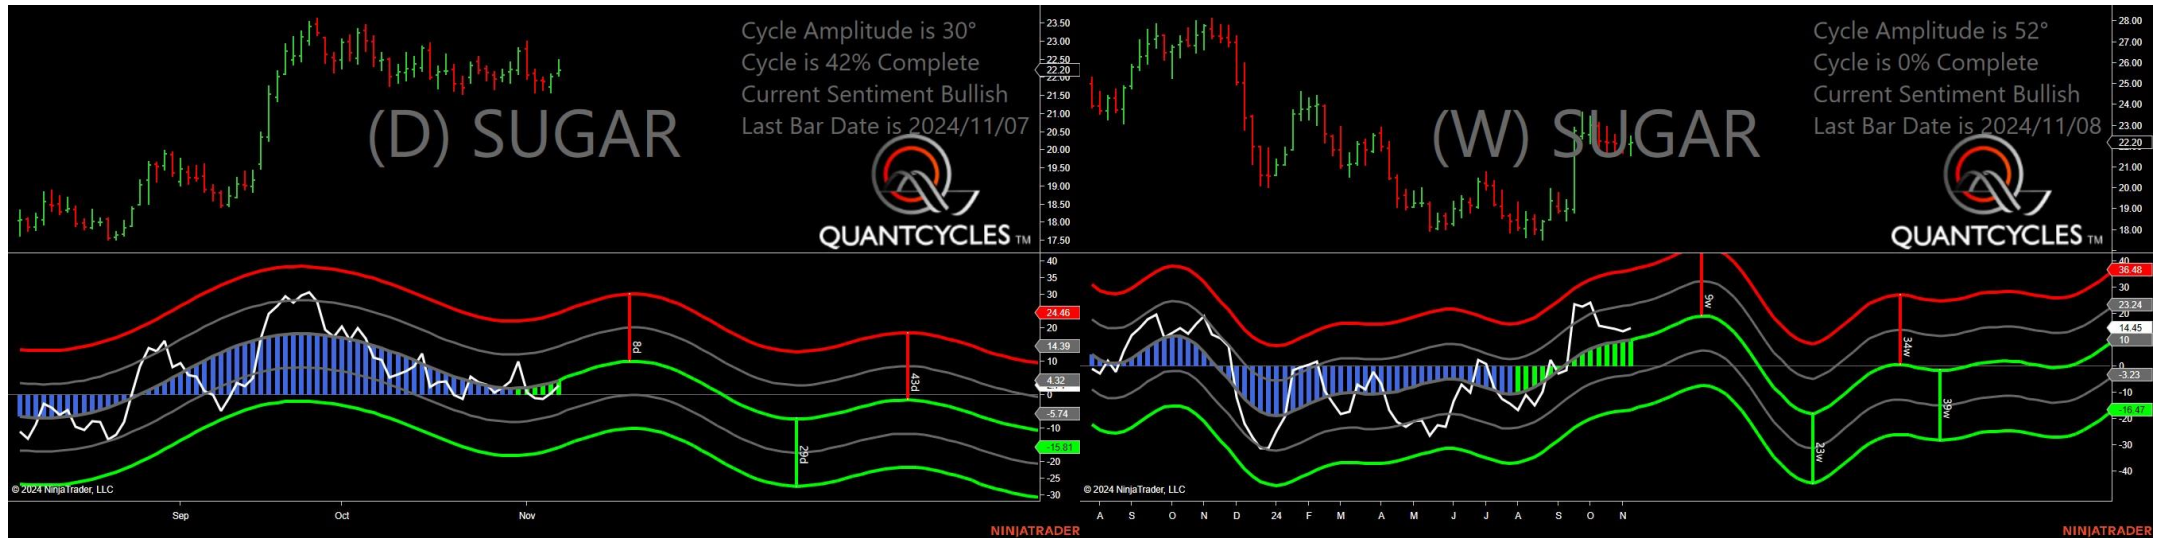 Cycle Amplitude is 30°
Cycle is 42% Complete
Current Sentiment Bullish
Last Bar Date is 2024/11/07
(D) SUGAR
QUANTCYCLES TM
23.50
23.00
22.50
22.20
22.00
21.50
21.00
20.50
20.00
19.50
19.00
18.50
18.00
17.50
40
30
24.46
20
14.39
10
4.32
0
-5.74
-10
-15.81
-20
-25
-30
8d
43d
29d
© 2024 NinjaTrader, LLC
Sep
Oct
Nov
NINJATRADER
Cycle Amplitude is 52°
Cycle is 0% Complete
Current Sentiment Bullish
Last Bar Date is 2024/11/08
(W) SUGAR
QUANTCYCLES TM
28.00
27.00
26.00
25.00
24.00
23.00
22.20
21.00
20.00
19.00
18.00
40
36.48
23.24
20
14.45
10
0
-3.23
-16.47
-20
-30
-40
9w
34w
39w
23w
© 2024 NinjaTrader, LLC
A S O N D 24 F M A M J J A S O N
NINJATRADER